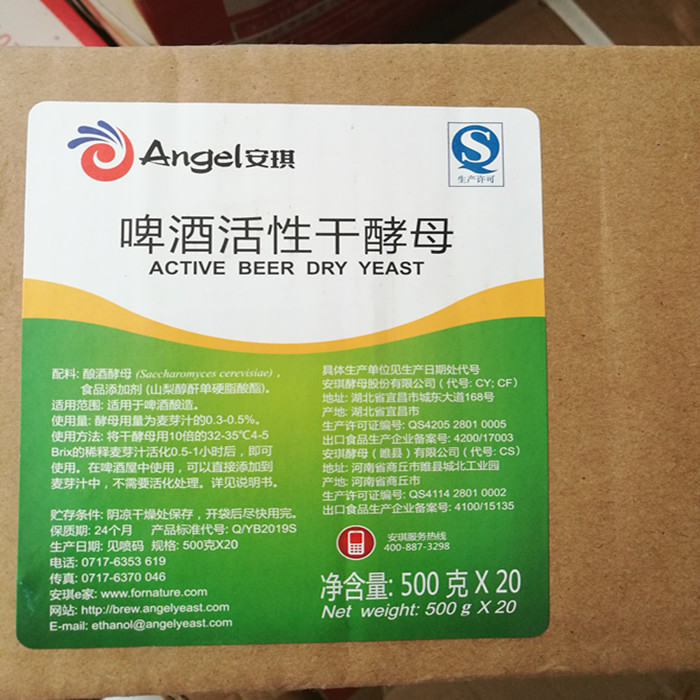 Angel安琪
生产许可
啤酒活性干酵母
ACTIVE BEER DRY YEAST
配料: 酿酒酵母 (Saccharomyces cerevisiae) ,
食品添加剂 (山梨醇酐单硬脂酸酯)。
适用范围: 适用于啤酒酿造。
使用量: 酵母用量为麦芽汁的0.3-0.5%。
使用方法: 将干酵母用10倍的32-35℃4-5
Brix的稀释麦芽汁活化0.5-1小时后，即可
使用。在啤酒屋中使用，可以直接添加到
麦芽汁中，不需要活化处理。详见说明书。
贮存条件: 阴凉干燥处保存，开袋后尽快用完。
保质期: 24个月 产品标准代号: Q/YB2019S
生产日期: 见喷码 规格: 500克X20
电话: 0717-6353 619
传真: 0717-6370 046
安琪e家: www.fornature.com
网站: http://brew.angelyeast.com
E-mail: ethanol@angelyeast.com
具体生产单位见生产日期处代号
安琪酵母股份有限公司 (代号: CY; CF)
地址: 湖北省宜昌市城东大道168号
产地: 湖北省宜昌市
生产许可证编号: QS4205 2801 0005
出口食品生产企业备案号: 4200/17003
安琪酵母 (睢县) 有限公司 (代号: CS)
地址: 河南省商丘市睢县城北工业园
产地: 河南省商丘市
生产许可证编号: QS4114 2801 0002
出口食品生产企业备案号: 4100/15135
安琪服务热线
400-887-3298
净含量: 500 克 X 20
Net weight: 500 g X 20